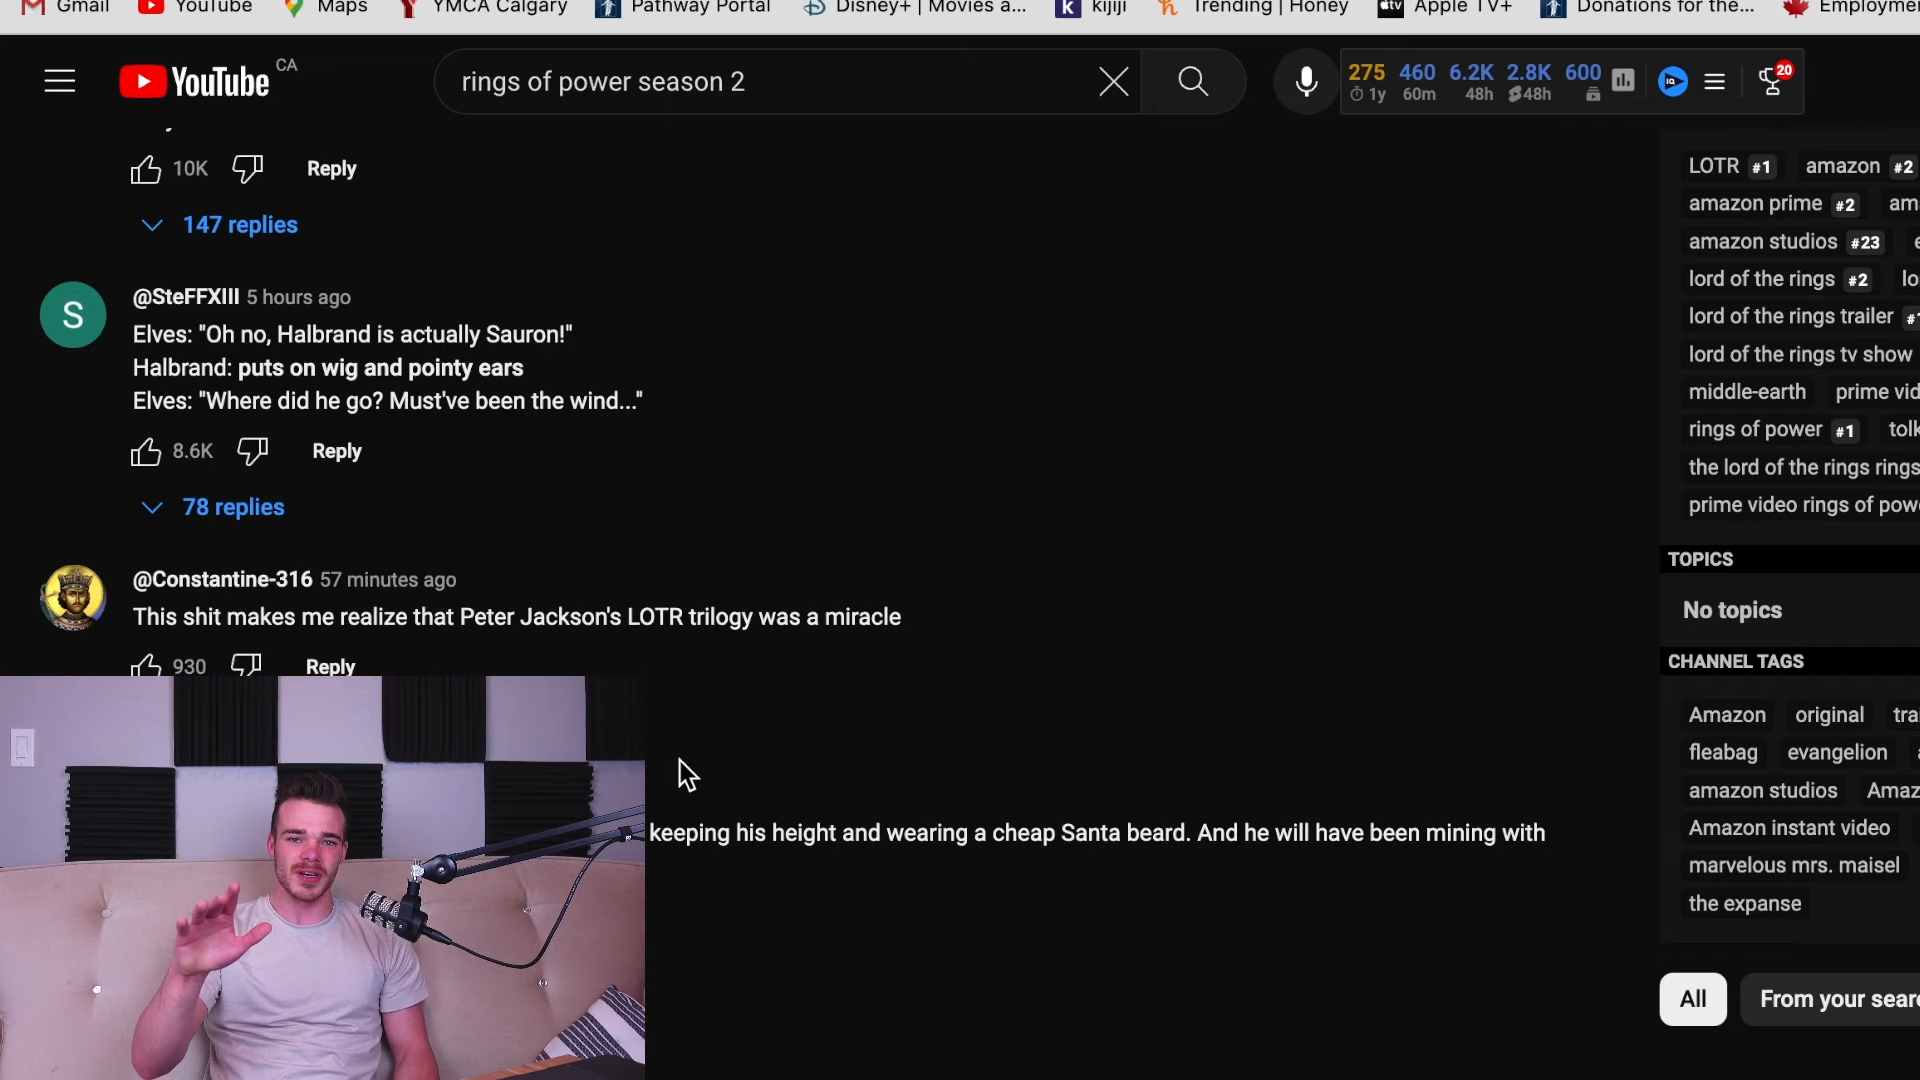 Gmail YouTube Maps YMCA Calgary Pathway Portal Disney+ | Movies a... kijiji Trending | Honey Apple TV+ Donations for the...
YouTube CA
rings of power season 2
275 460 6.2K 2.8K 600
1y 60m 48h 48h
20
10K Reply
147 replies
@SteFFXIII 5 hours ago
Elves: "Oh no, Halbrand is actually Sauron!"
Halbrand: puts on wig and pointy ears
Elves: "Where did he go? Must've been the wind..."
8.6K Reply
78 replies
@Constantine-316 57 minutes ago
This shit makes me realize that Peter Jackson's LOTR trilogy was a miracle
930 Reply
keeping his height and wearing a cheap Santa beard. And he will have been mining with
LOTR #1 amazon #2
amazon prime #2
amazon studios #23
lord of the rings #2
lord of the rings trailer
lord of the rings tv show
middle-earth prime
rings of power #1
the lord of the rings rings
prime video rings of
TOPICS
No topics
CHANNEL TAGS
Amazon original
fleabag evangelion
amazon studios
Amazon instant video
marvelous mrs. maisel
the expanse
All From your